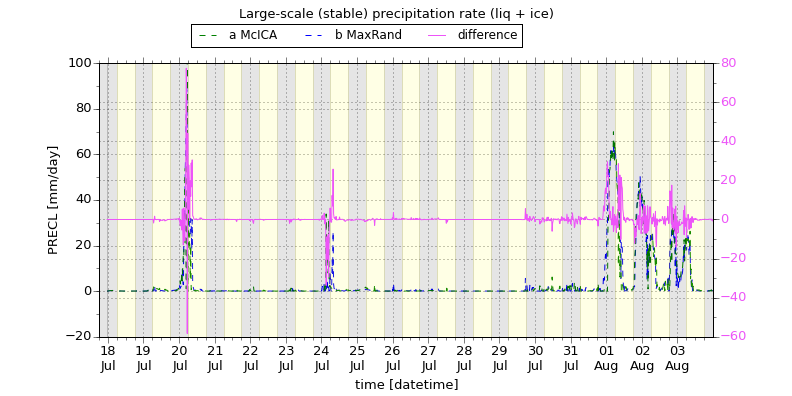 Large-scale (stable) precipitation rate (liq + ice)
a McICA b MaxRand difference
PRECL [mm/day]
100
80
60
40
20
0
−20
80
60
40
20
0
−20
−40
−60
18 19 20 21 22 23 24 25 26 27 28 29 30 31 01 02 03
Jul Jul Jul Jul Jul Jul Jul Jul Jul Jul Jul Jul Jul Jul Aug Aug Aug
time [datetime]